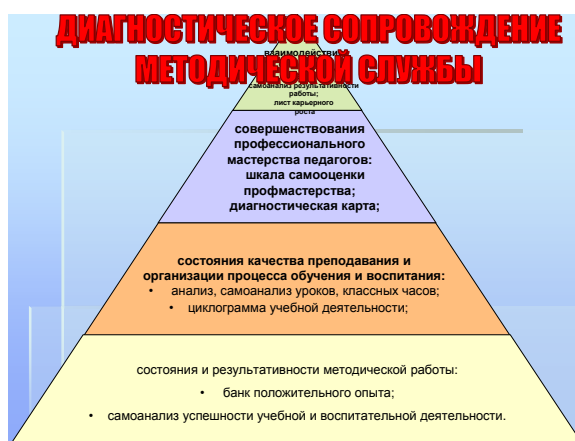 ДИАГНОСТИЧЕСКОЕ СОПРОВОЖДЕНИЕ
МЕТОДИЧЕСКОЙ СЛУЖБЫ
самоанализ результативности
работы;
лист карьерного
роста
совершенствования
профессионального
мастерства педагогов:
шкала самооценки
профмастерства;
диагностическая карта;
состояния качества преподавания и
организации процесса обучения и воспитания:
• анализ, самоанализ уроков, классных часов;
• циклограмма учебной деятельности;
состояния и результативности методической работы:
• банк положительного опыта;
• самоанализ успешности учебной и воспитательной деятельности.